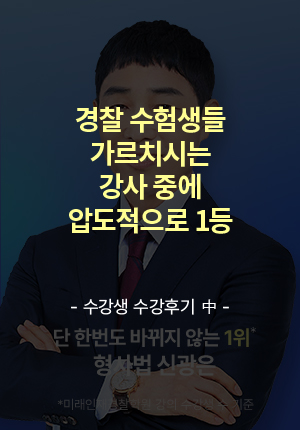 경찰 수험생들
가르치시는
강사 중에
압도적으로 1등
- 수강생 수강후기 中 -
단 한번도 바뀌지 않는 1위*
형사법 신광은